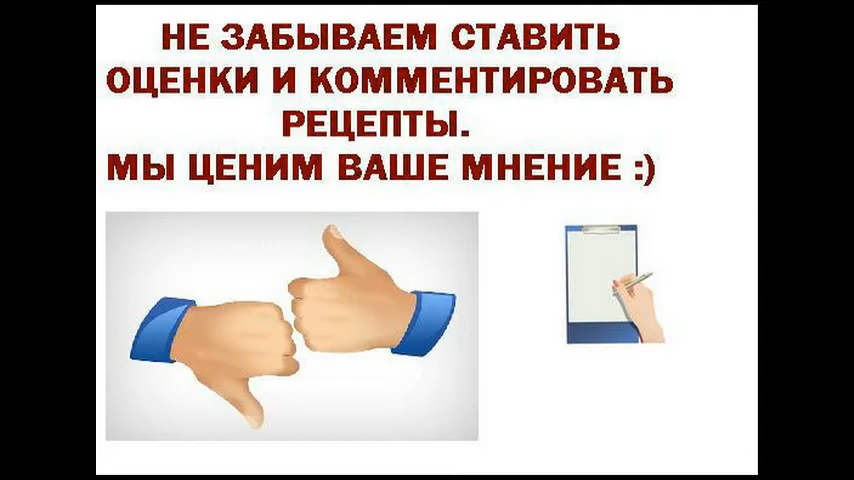 НЕ ЗАБЫВАЕМ СТАВИТЬ
ОЦЕНКИ И КОММЕНТИРОВАТЬ
РЕЦЕПТЫ.
МЫ ЦЕНИМ ВАШЕ МНЕНИЕ :)